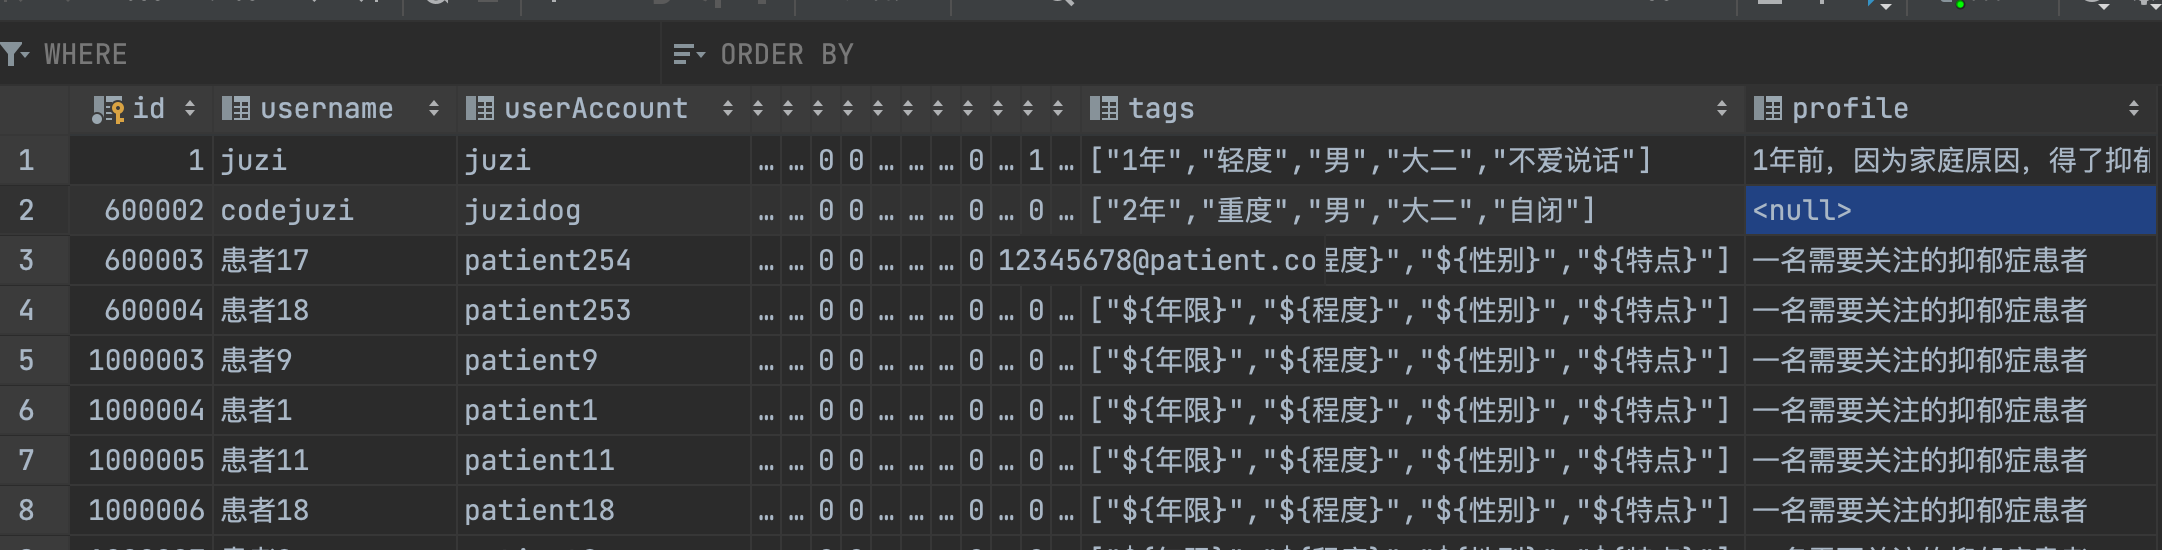 WHERE ORDER BY
id username userAccount tags profile
1 1 juzi juzi … … 0 0 … … … 0 … 1 … ["1年","轻度","男","大二","不爱说话"] 1年前，因为家庭原因，得了抑郁
2 600002 codejuzi juzidog … … 0 0 … … … 0 … 0 … ["2年","重度","男","大二","自闭"] <null>
3 600003 患者17 patient254 … … 0 0 … … … 0 12345678@patient.co 程度}","${性别}","${特点}"] 一名需要关注的抑郁症患者
4 600004 患者18 patient253 … … 0 0 … … … 0 … 0 … ["${年限}","${程度}","${性别}","${特点}"] 一名需要关注的抑郁症患者
5 1000003 患者9 patient9 … … 0 0 … … … 0 … 0 … ["${年限}","${程度}","${性别}","${特点}"] 一名需要关注的抑郁症患者
6 1000004 患者1 patient1 … … 0 0 … … … 0 … 0 … ["${年限}","${程度}","${性别}","${特点}"] 一名需要关注的抑郁症患者
7 1000005 患者11 patient11 … … 0 0 … … … 0 … 0 … ["${年限}","${程度}","${性别}","${特点}"] 一名需要关注的抑郁症患者
8 1000006 患者18 patient18 … … 0 0 … … … 0 … 0 … ["${年限}","${程度}","${性别}","${特点}"] 一名需要关注的抑郁症患者